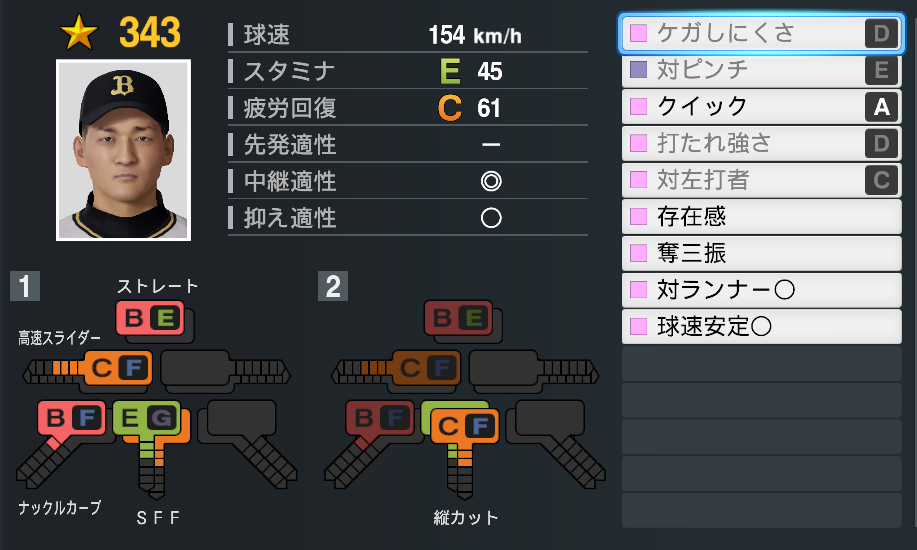 343
B
球速 154 km/h
スタミナ E 45
疲労回復 C 61
先発適性 ー
中継適性 ◎
抑え適性 ○
ケガしにくさ D
対ピンチ E
クイック A
打たれ強さ D
対左打者 C
存在感
奪三振
対ランナー○
球速安定○
1
ストレート
B E
高速スライダー
C F
B F
E G
ナックルカーブ
SFF
2
B E
C F
B F
C F
縦カット